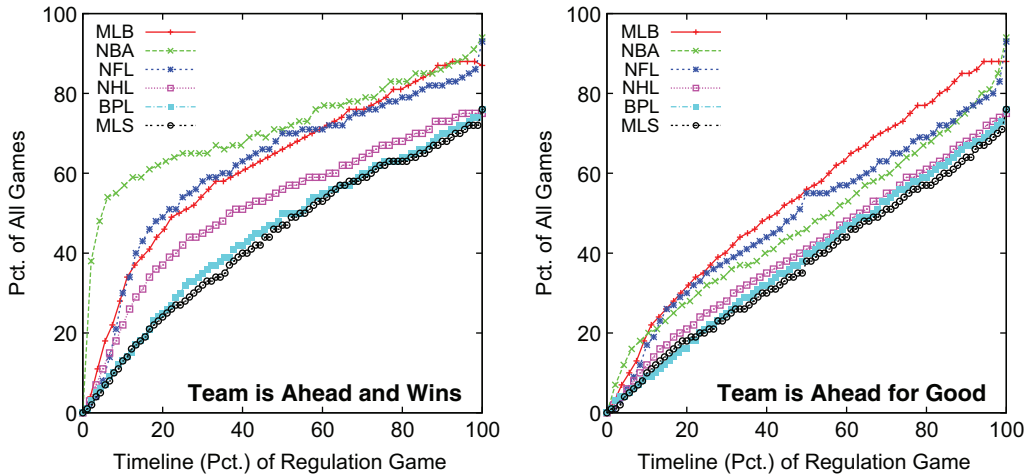 Pct. of All Games
100
80
60
40
20
0
MLB
NBA
NFL
NHL
BPL
MLS
Team is Ahead and Wins
0 20 40 60 80 100
Timeline (Pct.) of Regulation Game
Pct. of All Games
100
80
60
40
20
0
MLB
NBA
NFL
NHL
BPL
MLS
Team is Ahead for Good
0 20 40 60 80 100
Timeline (Pct.) of Regulation Game